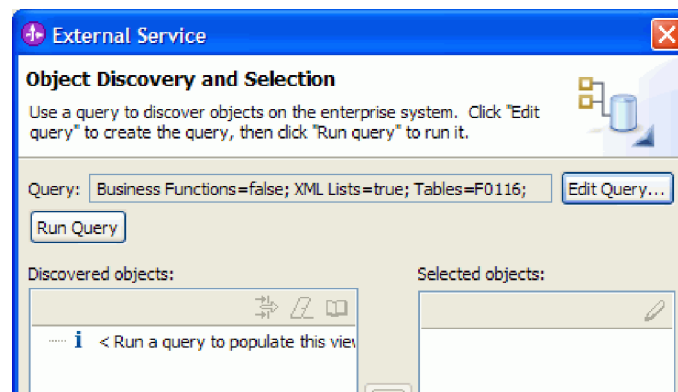 External Service
Object Discovery and Selection
Use a query to discover objects on the enterprise system. Click "Edit
query" to create the query, then click "Run query" to run it.
Query: Business Functions=false; XML Lists=true; Tables=F0116; Edit Query...
Run Query
Discovered objects: Selected objects:
< Run a query to populate this view